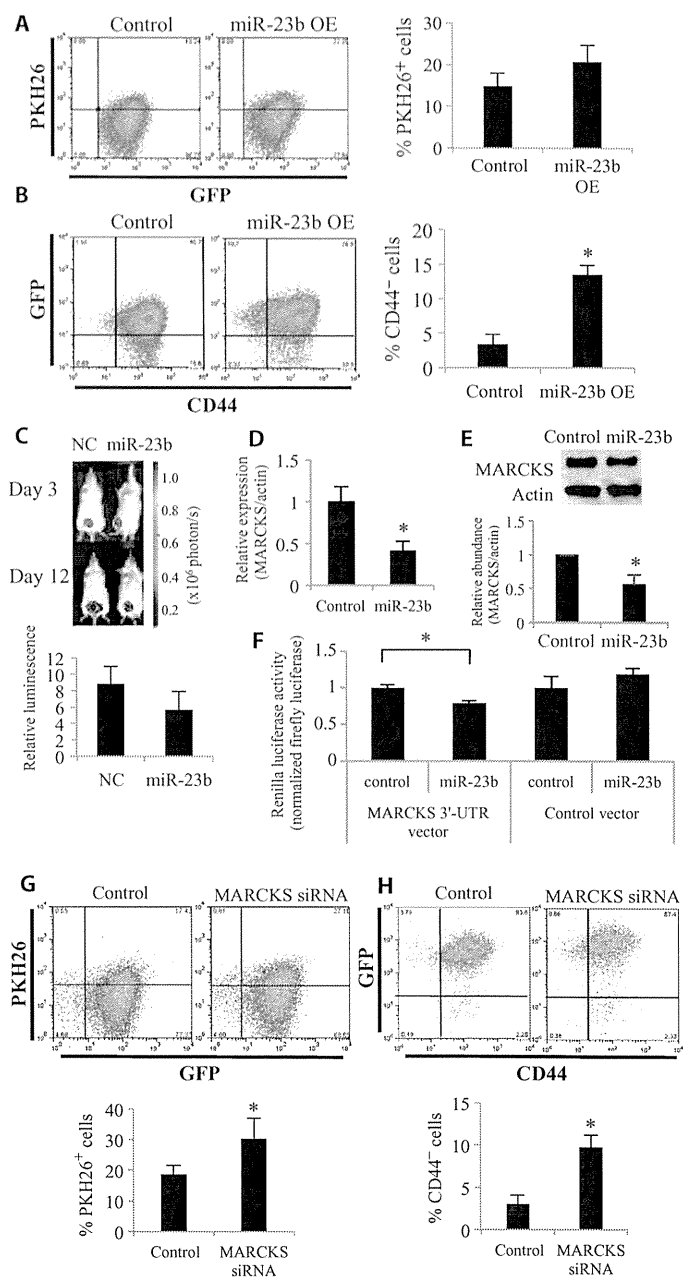 A
Control
miR-23b OE
PKH26
GFP
% PKH26+ cells
30
20
10
0
Control
miR-23b OE
B
Control
miR-23b OE
GFP
CD44
% CD44− cells
20
15
10
5
0
*
Control
miR-23b OE
C
NC miR-23b
Day 3
Day 12
1.0
0.8
0.6
0.4
0.2
(x10⁶ photon/s)
Relative luminescence
12
10
8
6
4
2
0
NC
miR-23b
D
Relative expression
(MARCKS/actin)
1.5
1
0.5
0
*
Control
miR-23b
E
Control miR-23b
MARCKS
Actin
Relative abundance
(MARCKS/actin)
1.5
1
0.5
0
*
Control miR-23b
F
Renilla luciferase activity
(normalized firefly luciferase)
1.5
1
0.5
0
*
control
miR-23b
control
miR-23b
MARCKS 3'-UTR
vector
Control vector
G
Control
MARCKS siRNA
PKH26
GFP
% PKH26+ cells
40
30
20
10
0
*
Control
MARCKS
siRNA
H
Control
MARCKS siRNA
GFP
CD44
% CD44− cells
15
10
5
0
*
Control
MARCKS
siRNA